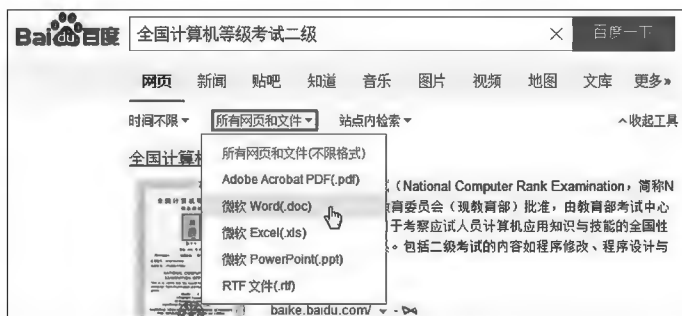 Bai du 百度 全国计算机等级考试二级 × 百度一下
网页 新闻 贴吧 知道 音乐 图片 视频 地图 文库 更多»
时间不限 所有网页和文件 站点内检索 收起工具
全国计算机
所有网页和文件(不限格式)
Adobe Acrobat PDF(.pdf)
微软 Word(.doc)
微软 Excel(.xls)
微软 PowerPoint(.ppt)
RTF 文件(.rtf)
(National Computer Rank Examination，简称N
育委员会（现教育部）批准，由教育部考试中心
于考察应试人员计算机应用知识与技能的全国性
。包括二级考试的内容如程序修改、程序设计与
baike.baidu.com/